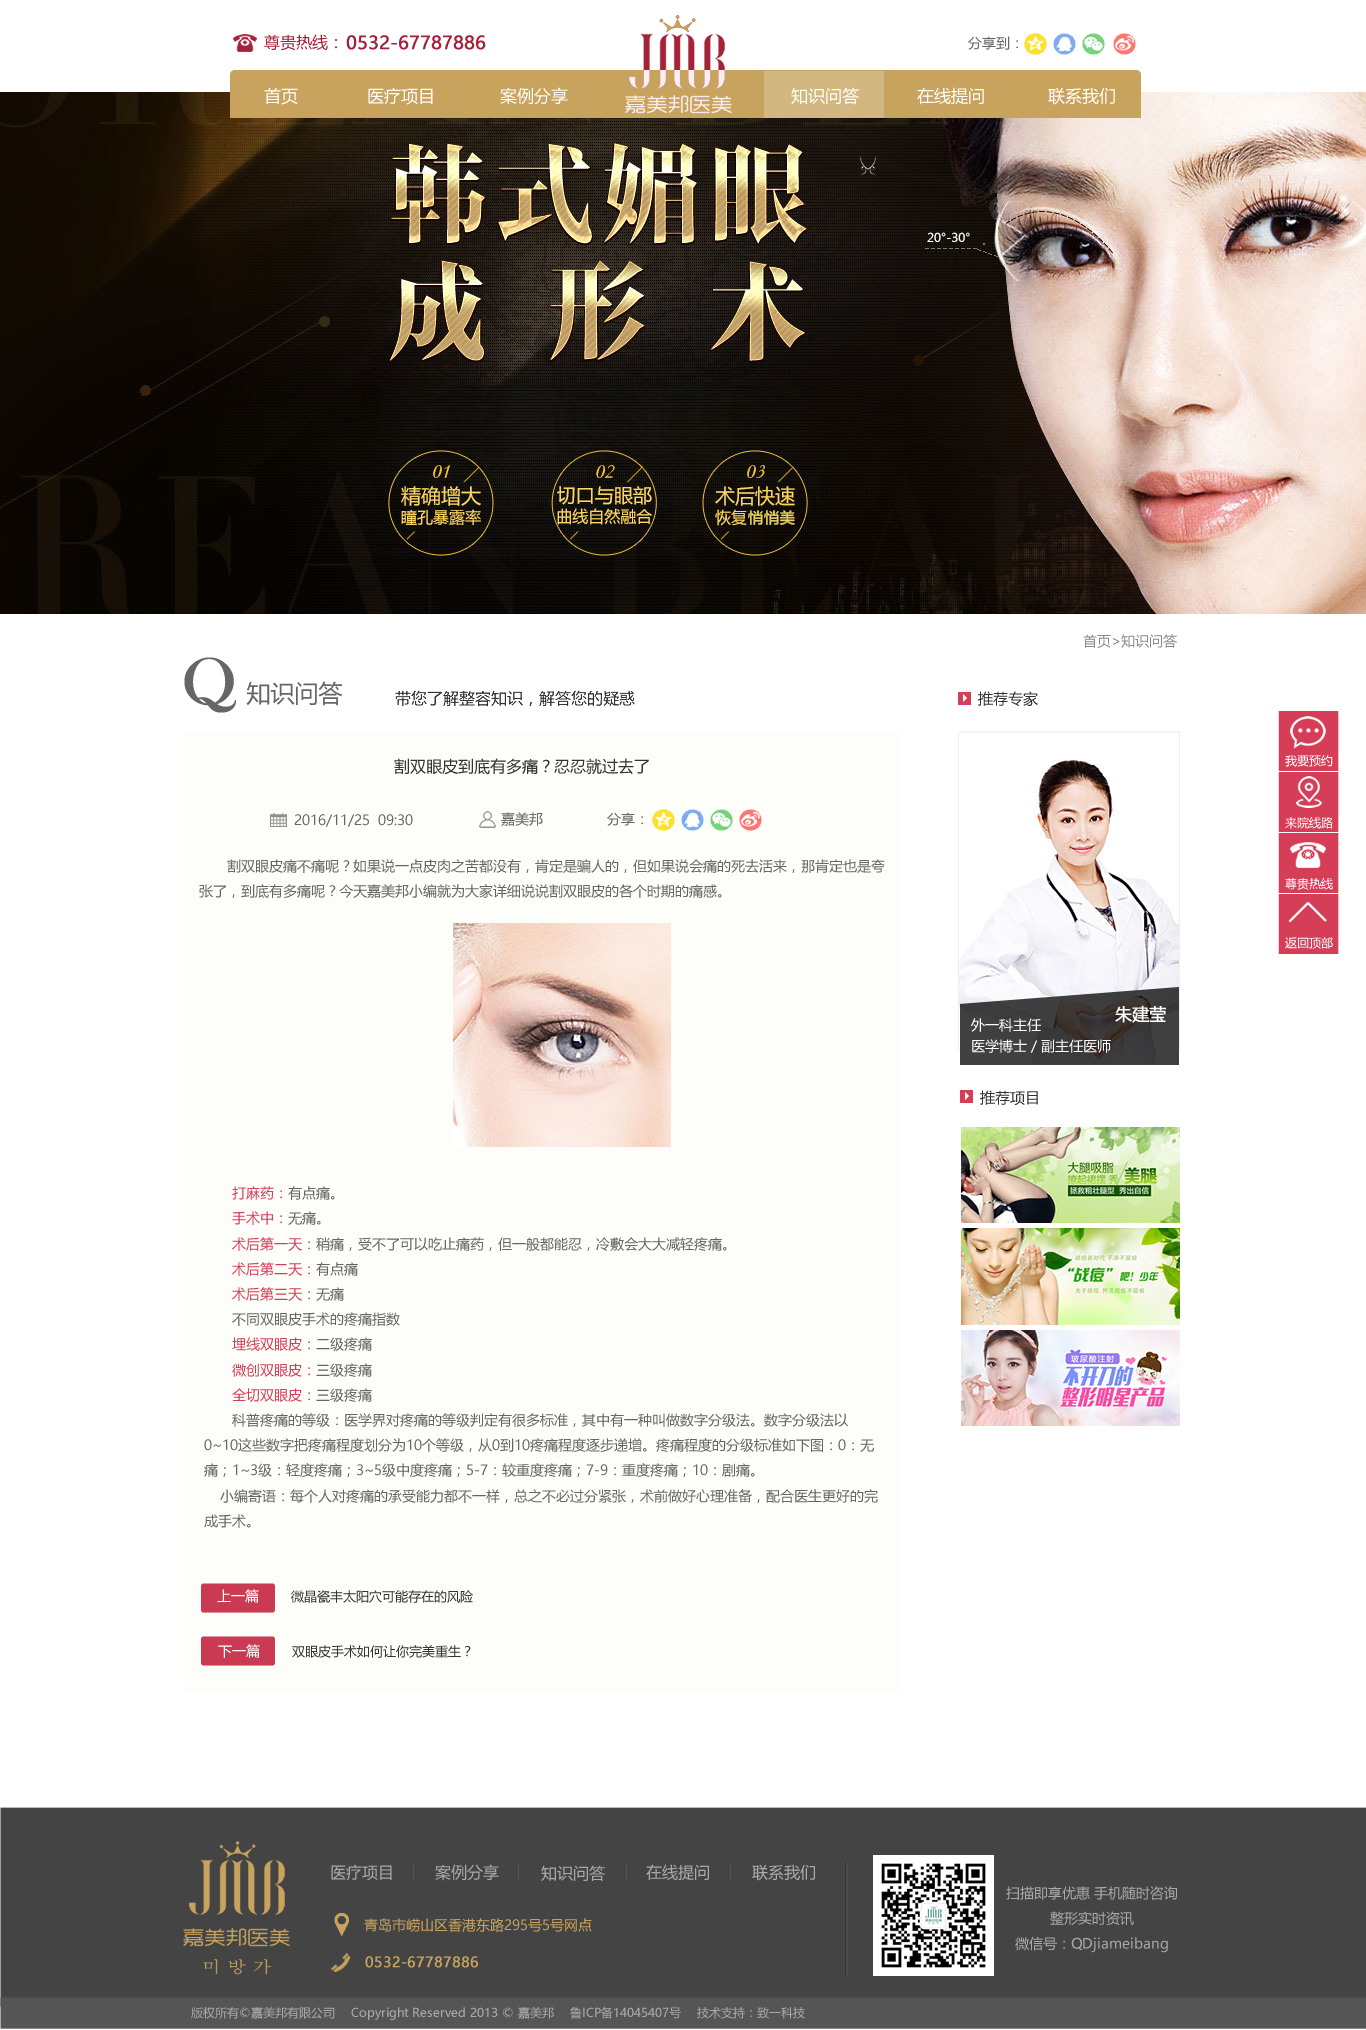 尊贵热线：0532-67787886
JMB
嘉美邦医美
分享到：
首页
医疗项目
案例分享
知识问答
在线提问
联系我们
韩式媚眼
成形术
20°-30°
01
精确增大
瞳孔暴露率
02
切口与眼部
曲线自然融合
03
术后快速
恢复悄悄美
首页>知识问答
Q 知识问答
带您了解整容知识，解答您的疑惑
割双眼皮到底有多痛？忍忍就过去了
2016/11/25 09:30
嘉美邦
分享：
割双眼皮痛不痛呢？如果说一点皮肉之苦都没有，肯定是骗人的，但如果说会痛的死去活来，那肯定也是夸
张了，到底有多痛呢？今天嘉美邦小编就为大家详细说说割双眼皮的各个时期的痛感。
打麻药：有点痛。
手术中：无痛。
术后第一天：稍痛，受不了可以吃止痛药，但一般都能忍，冷敷会大大减轻疼痛。
术后第二天：有点痛
术后第三天：无痛
不同双眼皮手术的疼痛指数
埋线双眼皮：二级疼痛
微创双眼皮：三级疼痛
全切双眼皮：三级疼痛
科普疼痛的等级：医学界对疼痛的等级判定有很多标准，其中有一种叫做数字分级法。数字分级法以
0~10这些数字把疼痛程度划分为10个等级，从0到10疼痛程度逐步递增。疼痛程度的分级标准如下图：0：无
痛；1~3级：轻度疼痛；3~5级中度疼痛；5-7：较重度疼痛；7-9：重度疼痛；10：剧痛。
小编寄语：每个人对疼痛的承受能力都不一样，总之不必过分紧张，术前做好心理准备，配合医生更好的完
成手术。
上一篇
微晶瓷丰太阳穴可能存在的风险
下一篇
双眼皮手术如何让你完美重生？
推荐专家
朱建莹
外一科主任
医学博士 / 副主任医师
推荐项目
大腿吸脂
撩起裙摆 秀 美腿
拯救粗壮腿型 秀出自信
“战痘”吧！少年
玻尿酸注射
不开刀的
整形明星产品
我要预约
来院线路
尊贵热线
返回顶部
JMB
嘉美邦医美
미 방 가
医疗项目
案例分享
知识问答
在线提问
联系我们
青岛市崂山区香港东路295号5号网点
0532-67787886
扫描即享优惠 手机随时咨询
整形实时资讯
微信号：QDjiameibang
版权所有©嘉美邦有限公司 Copyright Reserved 2013 © 嘉美邦 鲁ICP备14045407号 技术支持：致一科技